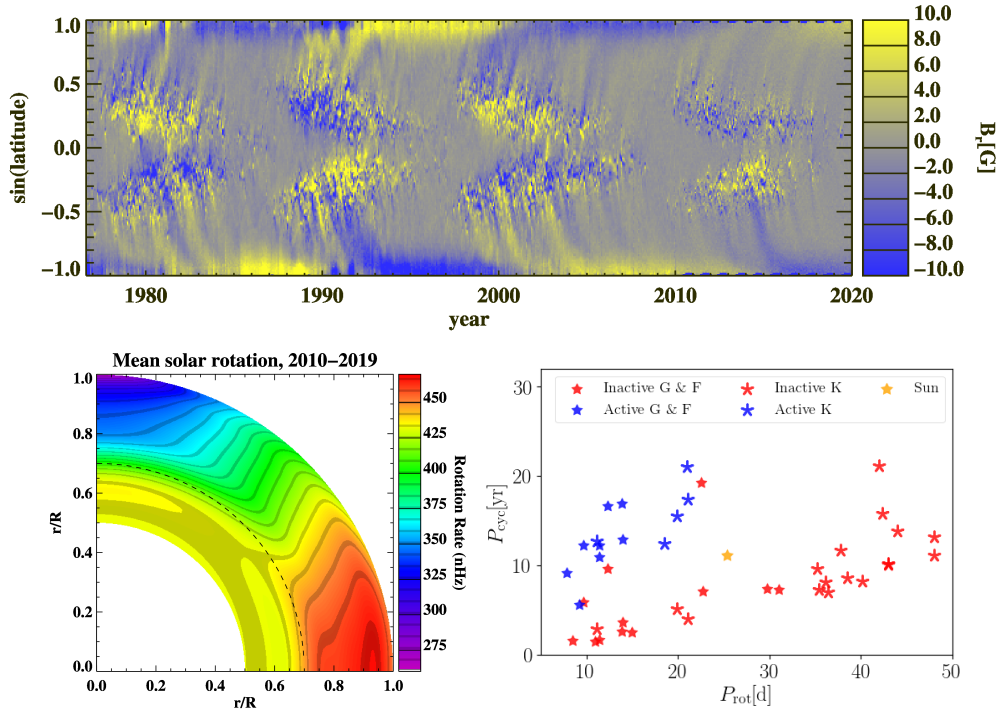 1.0
0.5
0.0
−0.5
−1.0
sin(latitude)
1980 1990 2000 2010 2020
year
10.0
8.0
6.0
4.0
2.0
0.0
−2.0
−4.0
−6.0
−8.0
−10.0
Br[G]
Mean solar rotation, 2010−2019
1.0
0.8
0.6
0.4
0.2
0.0
r/R
0.0 0.2 0.4 0.6 0.8 1.0
r/R
450
425
400
375
350
325
300
275
Rotation Rate (nHz)
Inactive G & F Inactive K Sun
Active G & F Active K
30
20
10
0
Pcyc[yr]
10 20 30 40 50
Prot[d]